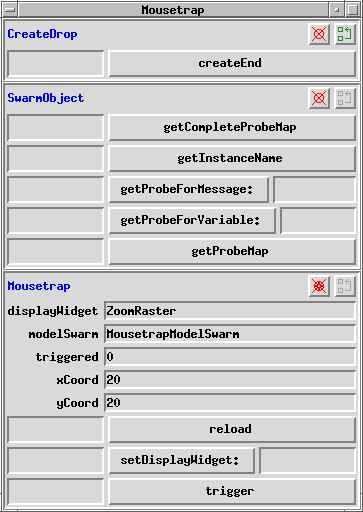 Mousetrap
CreateDrop
createEnd
SwarmObject
getCompleteProbeMap
getInstanceName
getProbeForMessage:
getProbeForVariable:
getProbeMap
Mousetrap
displayWidget ZoomRaster
modelSwarm MousetrapModelSwarm
triggered 0
xCoord 20
yCoord 20
reload
setDisplayWidget:
trigger